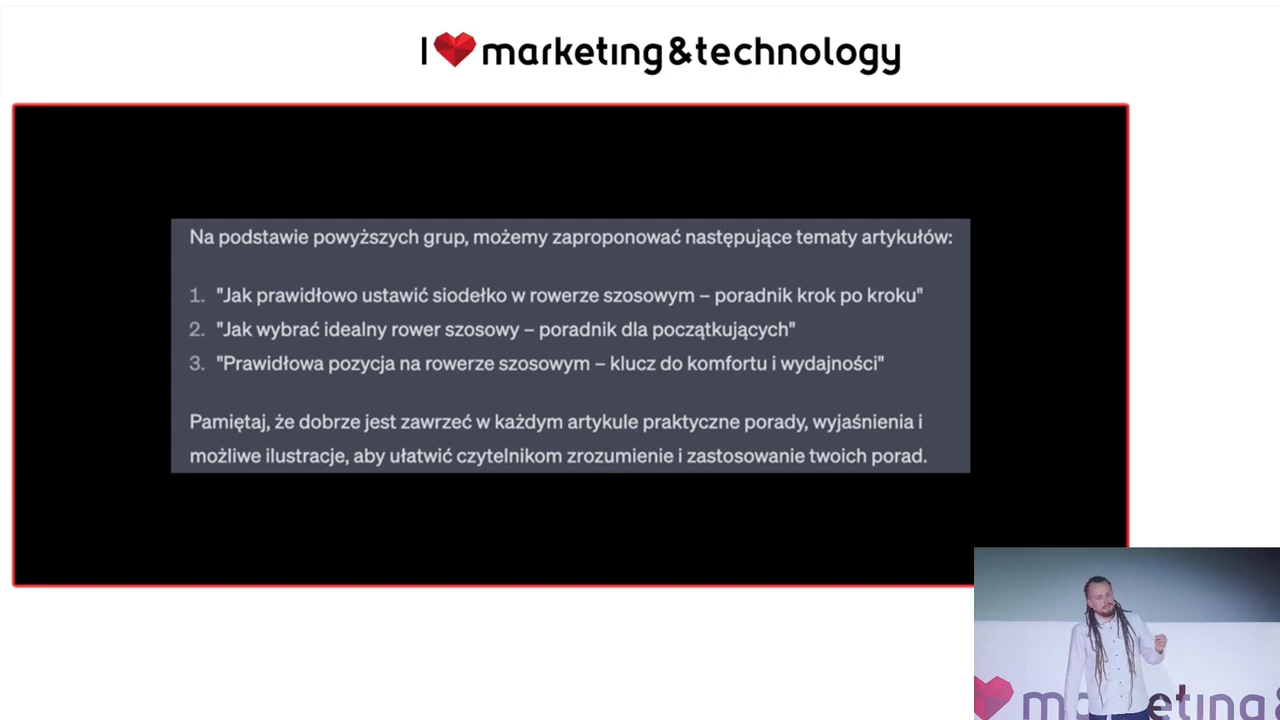 I marketing&technology
Na podstawie powyższych grup, możemy zaproponować następujące tematy artykułów:
1. "Jak prawidłowo ustawić siodełko w rowerze szosowym – poradnik krok po kroku"
2. "Jak wybrać idealny rower szosowy – poradnik dla początkujących"
3. "Prawidłowa pozycja na rowerze szosowym – klucz do komfortu i wydajności"
Pamiętaj, że dobrze jest zawrzeć w każdym artykule praktyczne porady, wyjaśnienia i
możliwe ilustracje, aby ułatwić czytelnikom zrozumienie i zastosowanie twoich porad.